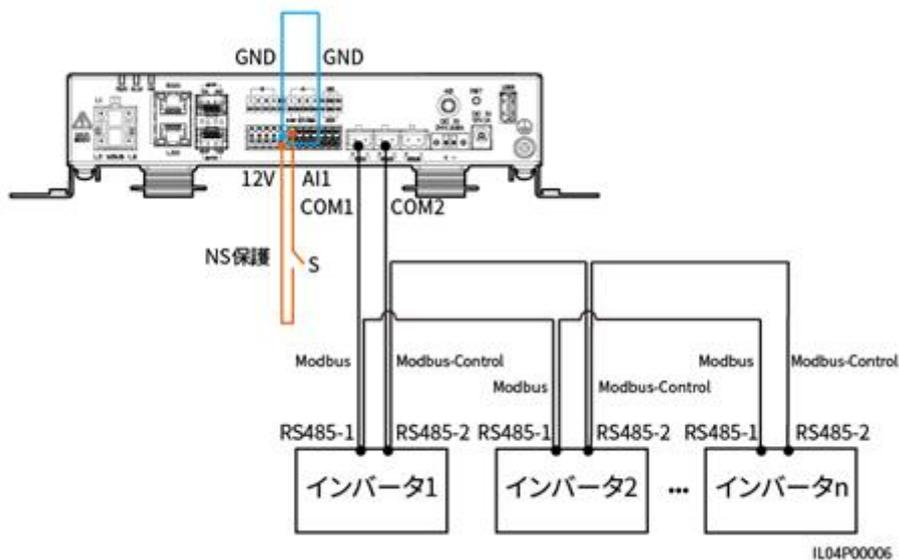 GND GND
12V AI1
COM1 COM2
NS保護 S
Modbus Modbus-Control Modbus Modbus-Control
Modbus Modbus-Control
RS485-1 RS485-2 RS485-1 RS485-2 RS485-1 RS485-2
インバータ1 インバータ2 ••• インバータn
IL04P00006